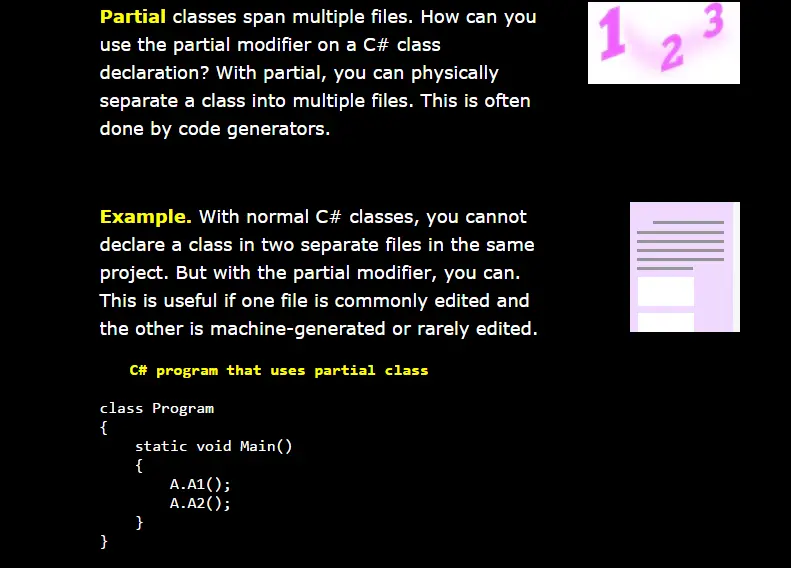 Partial classes span multiple files. How can you
use the partial modifier on a C# class
declaration? With partial, you can physically
separate a class into multiple files. This is often
done by code generators.
1 2 3
Example. With normal C# classes, you cannot
declare a class in two separate files in the same
project. But with the partial modifier, you can.
This is useful if one file is commonly edited and
the other is machine-generated or rarely edited.
C# program that uses partial class
class Program
{
    static void Main()
    {
        A.A1();
        A.A2();
    }
}